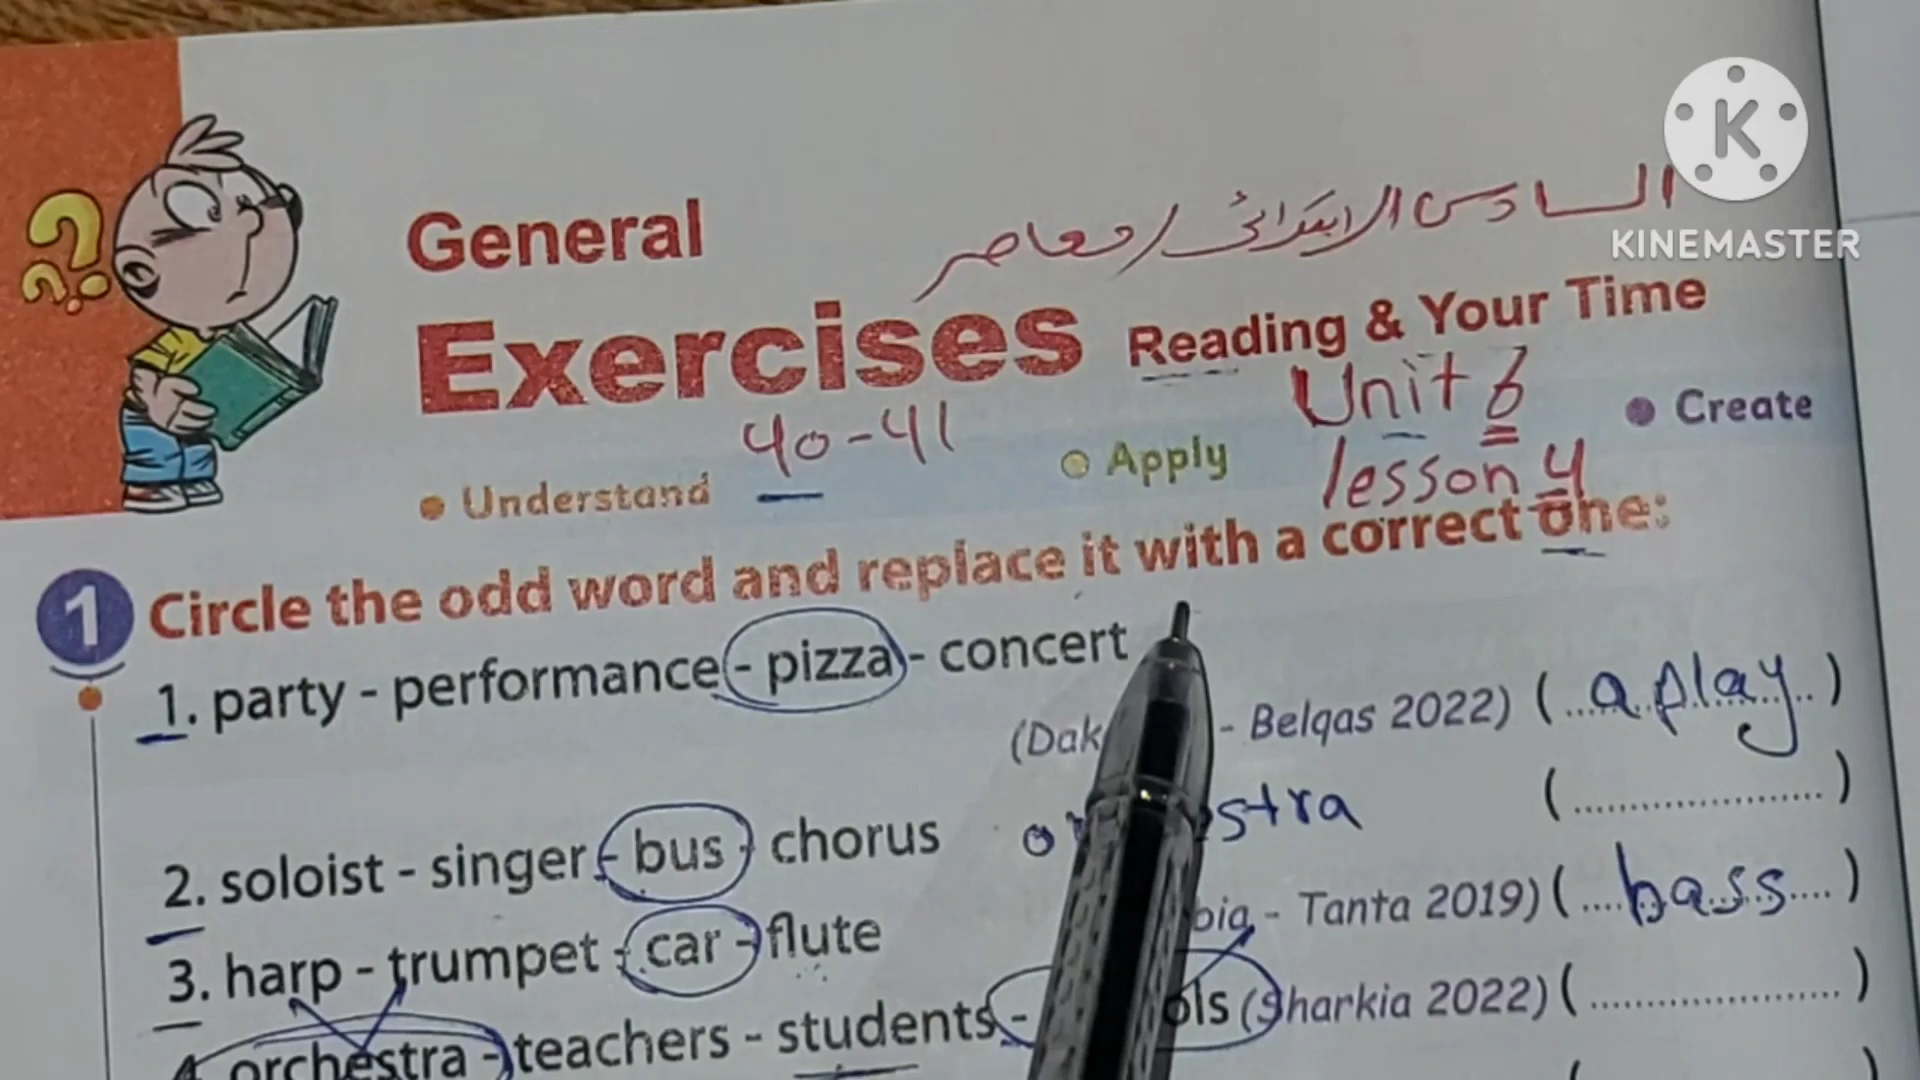 K
KINEMASTER
السادس الابتدائى / معاصر
General
Exercises Reading & Your Time
Unit 6
40-41
lesson 4
• Understand • Apply • Create
1 Circle the odd word and replace it with a correct one:
1. party - performance - pizza - concert
(Dak - Belqas 2022) (a play)
2. soloist - singer - bus - chorus (....................)
3. harp - trumpet - car - flute - Tanta 2019) (bass)
4. orchestra - teachers - students - ols (Sharkia 2022) (....................)